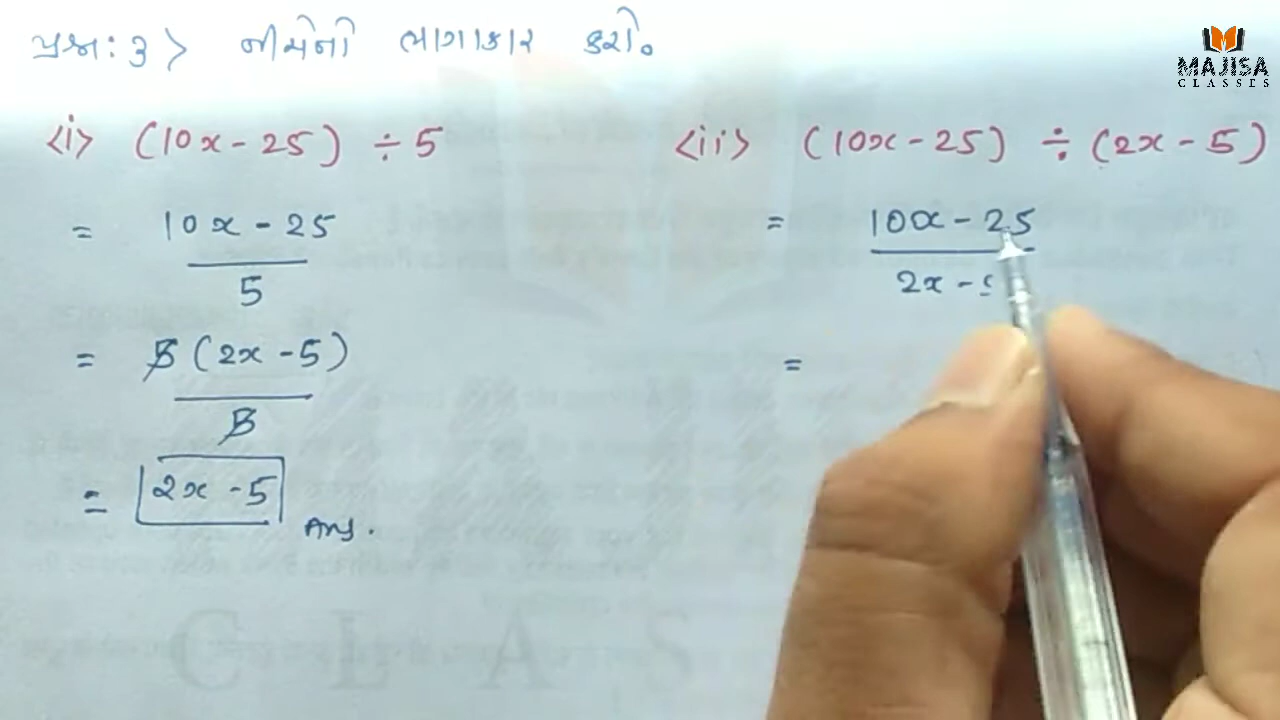 પ્રશ્ન: 3 > નીચેનો ભાગાકાર કરો.
MAJISA
CLASSES
<i> (10x - 25) ÷ 5
= 10x - 25
5
= 5 (2x - 5)
5
= 2x - 5
Ans.
<ii> (10x - 25) ÷ (2x - 5)
= 10x - 25
2x -
=
CLAS